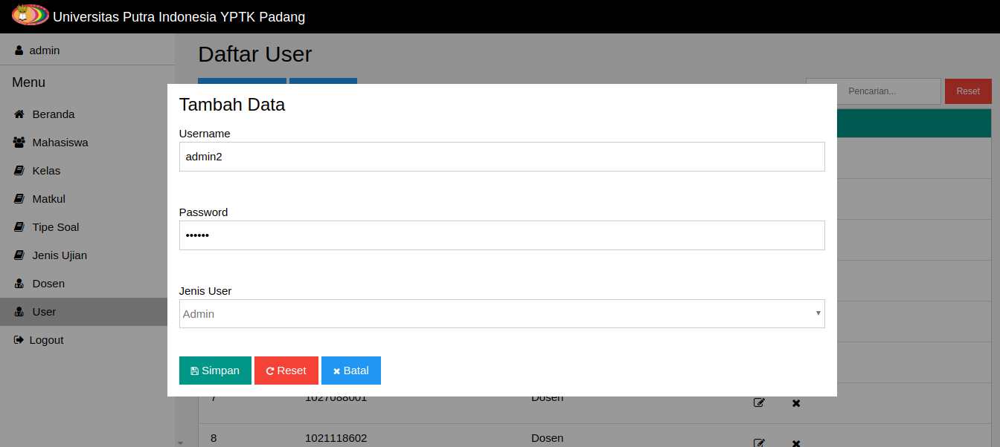 Universitas Putra Indonesia YPTK Padang
admin
Menu
Beranda
Mahasiswa
Kelas
Matkul
Tipe Soal
Jenis Ujian
Dosen
User
Logout
Daftar User
Pencarian... Reset
Tambah Data
Username
admin2
Password
••••••
Jenis User
Admin
Simpan Reset Batal
7 1027088001 Dosen
8 1021118602 Dosen